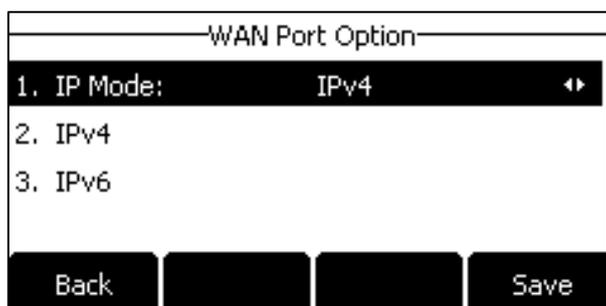 WAN Port Option
1. IP Mode: IPv4
2. IPv4
3. IPv6
Back Save